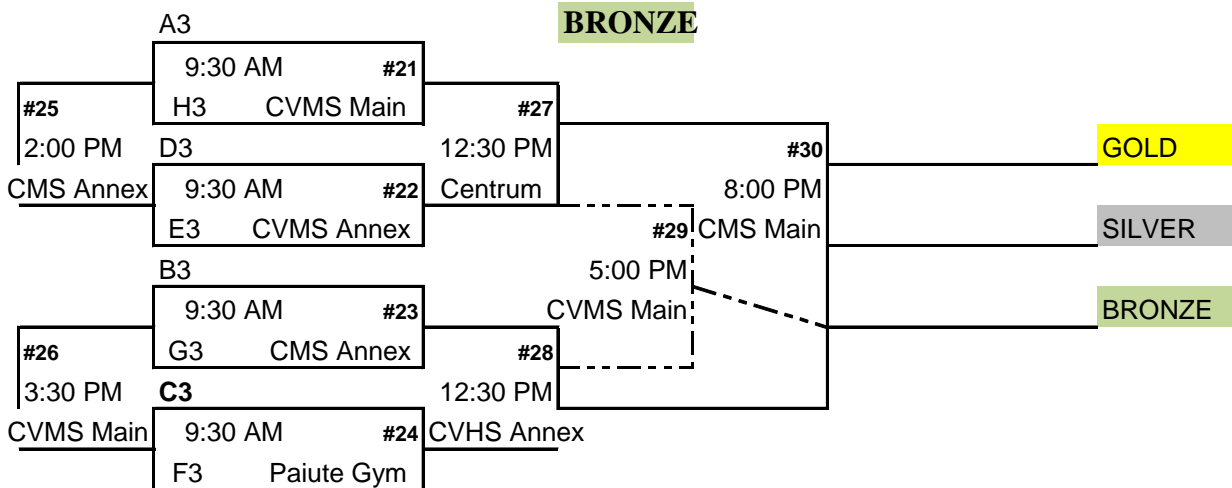 A3 BRONZE
9:30 AM #21
#25 H3 CVMS Main #27
2:00 PM D3 12:30 PM #30 GOLD
CMS Annex 9:30 AM #22 Centrum 8:00 PM
E3 CVMS Annex #29 CMS Main SILVER
B3 5:00 PM
9:30 AM #23 CVMS Main BRONZE
#26 G3 CMS Annex #28
3:30 PM C3 12:30 PM
CVMS Main 9:30 AM #24 CVHS Annex
F3 Paiute Gym